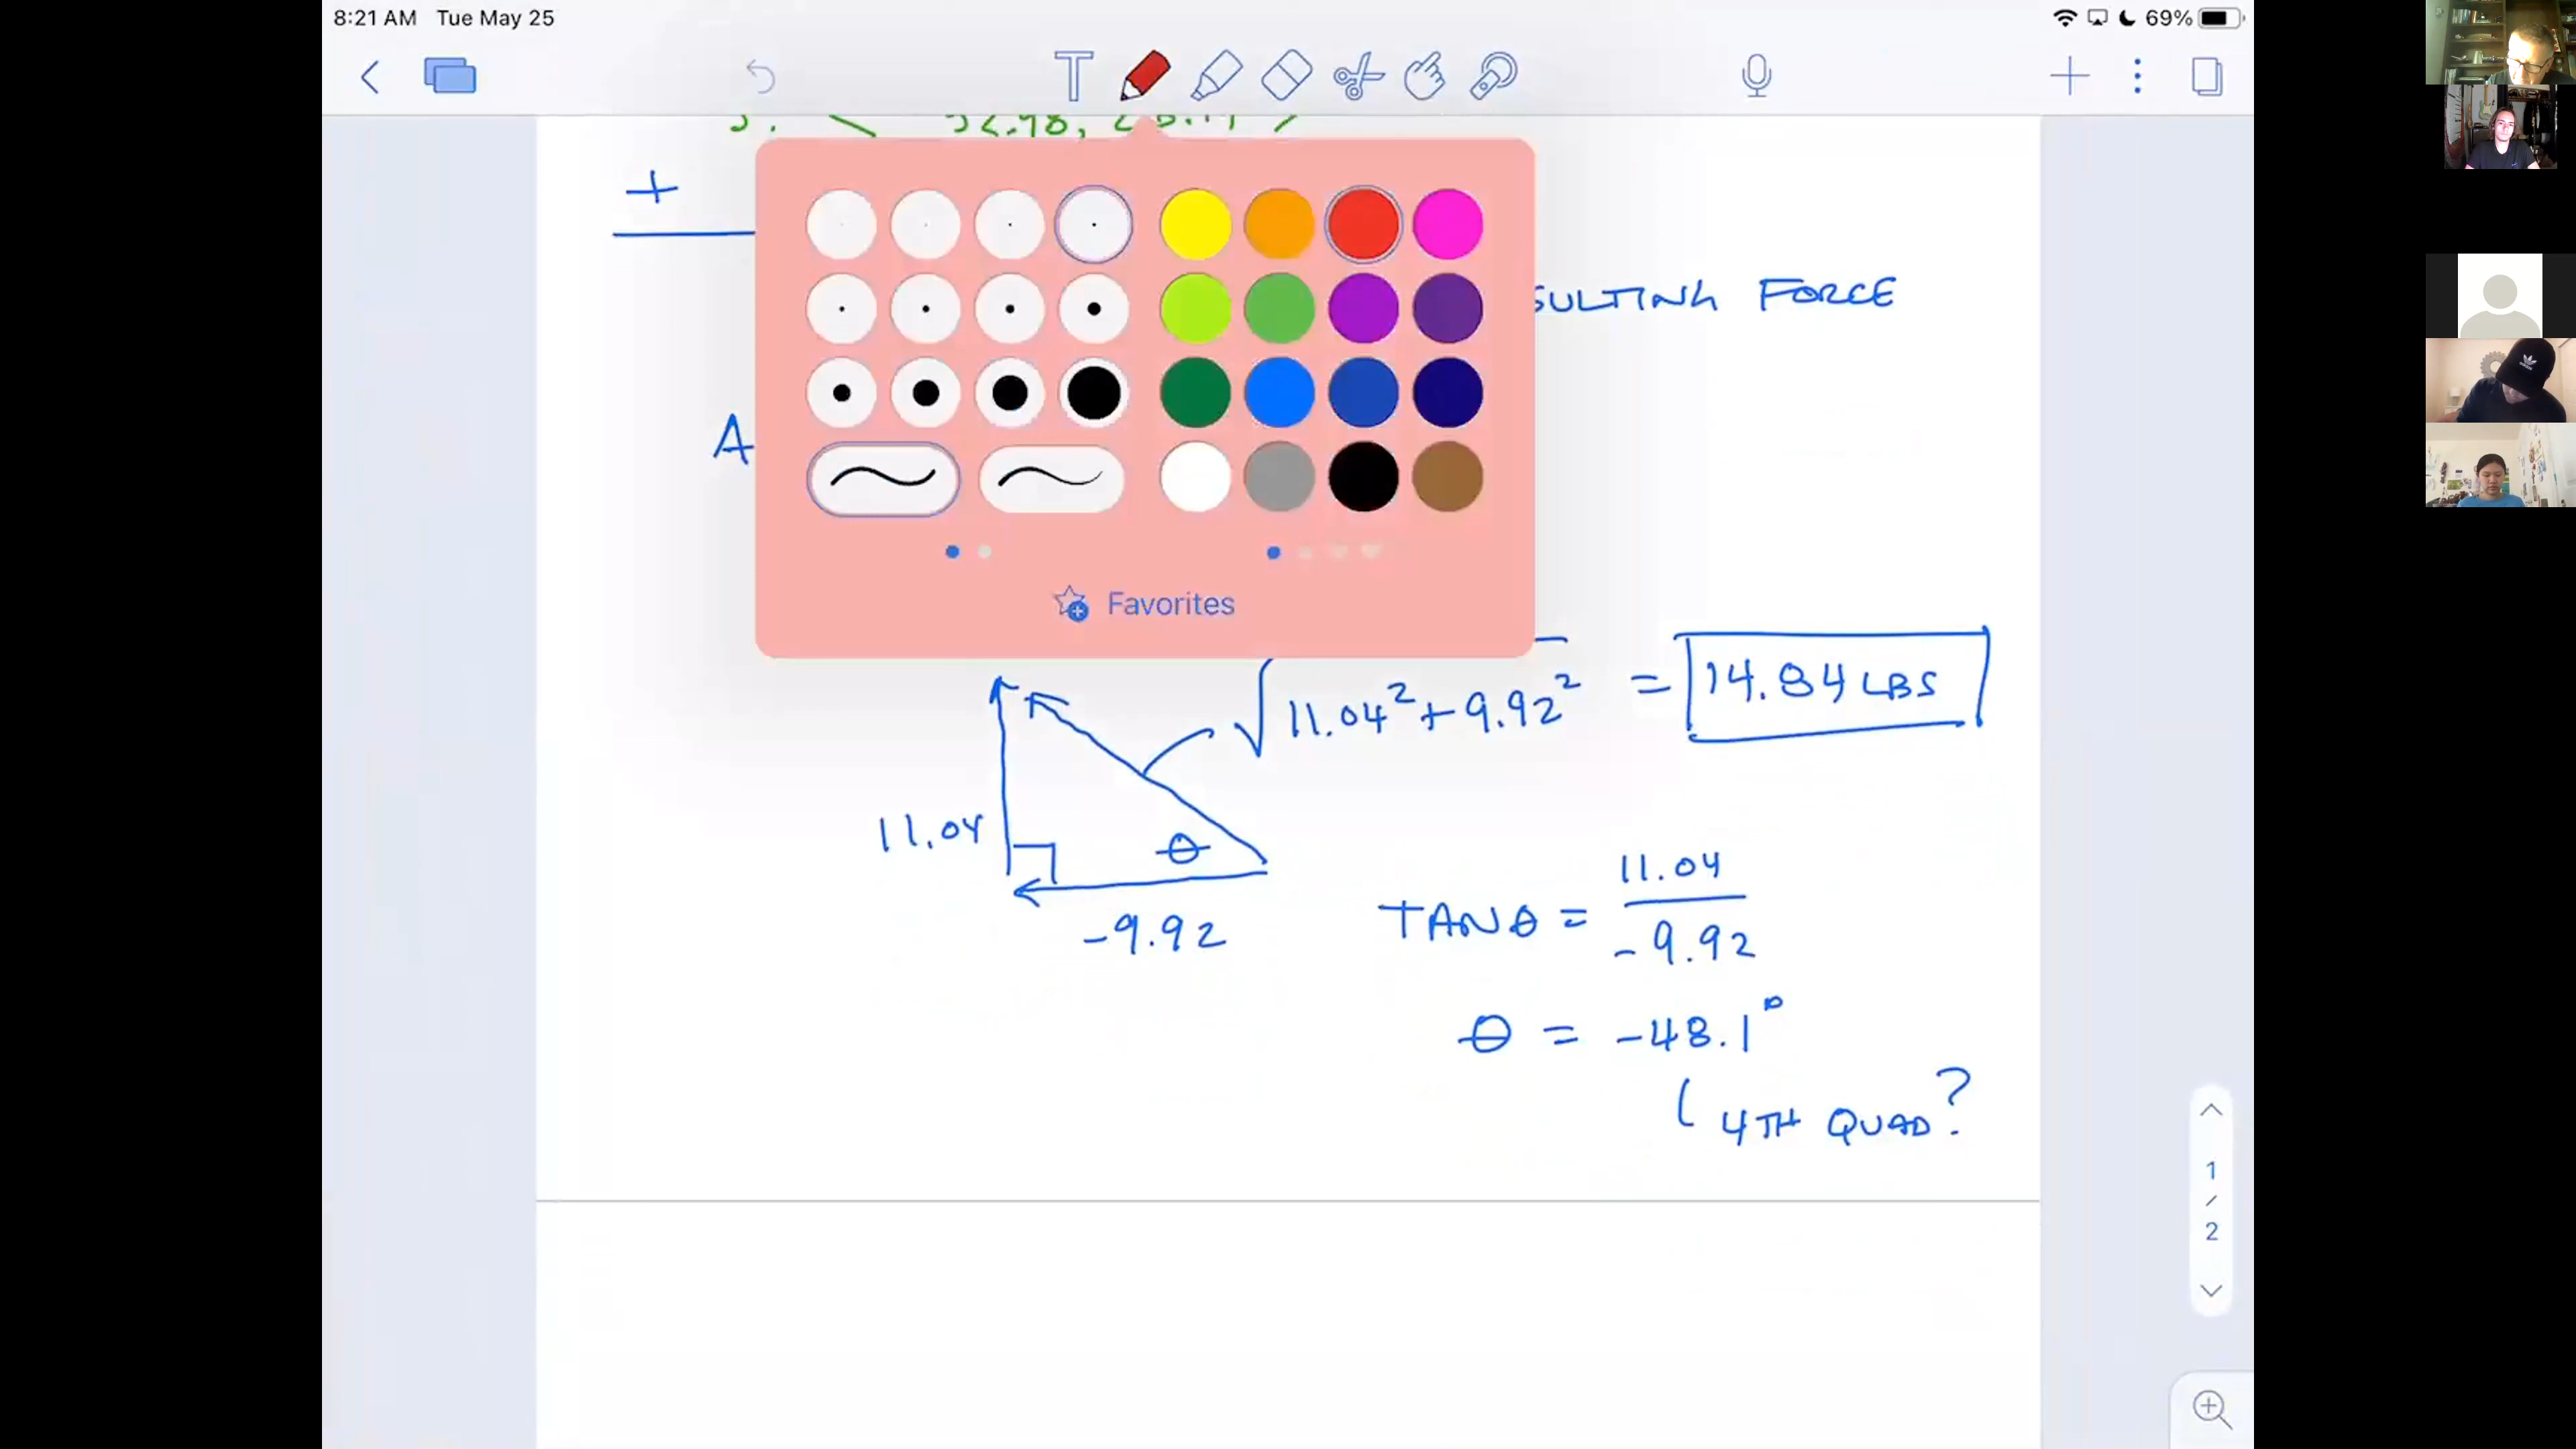 8:21 AM Tue May 25
69%
T
+
SULTING FORCE
A
Favorites
√11.04²+9.92² = 14.84 LBS
11.04
θ
-9.92
TANθ = 11.04
-9.92
θ = -48.1°
( 4TH QUAD?
1
/
2